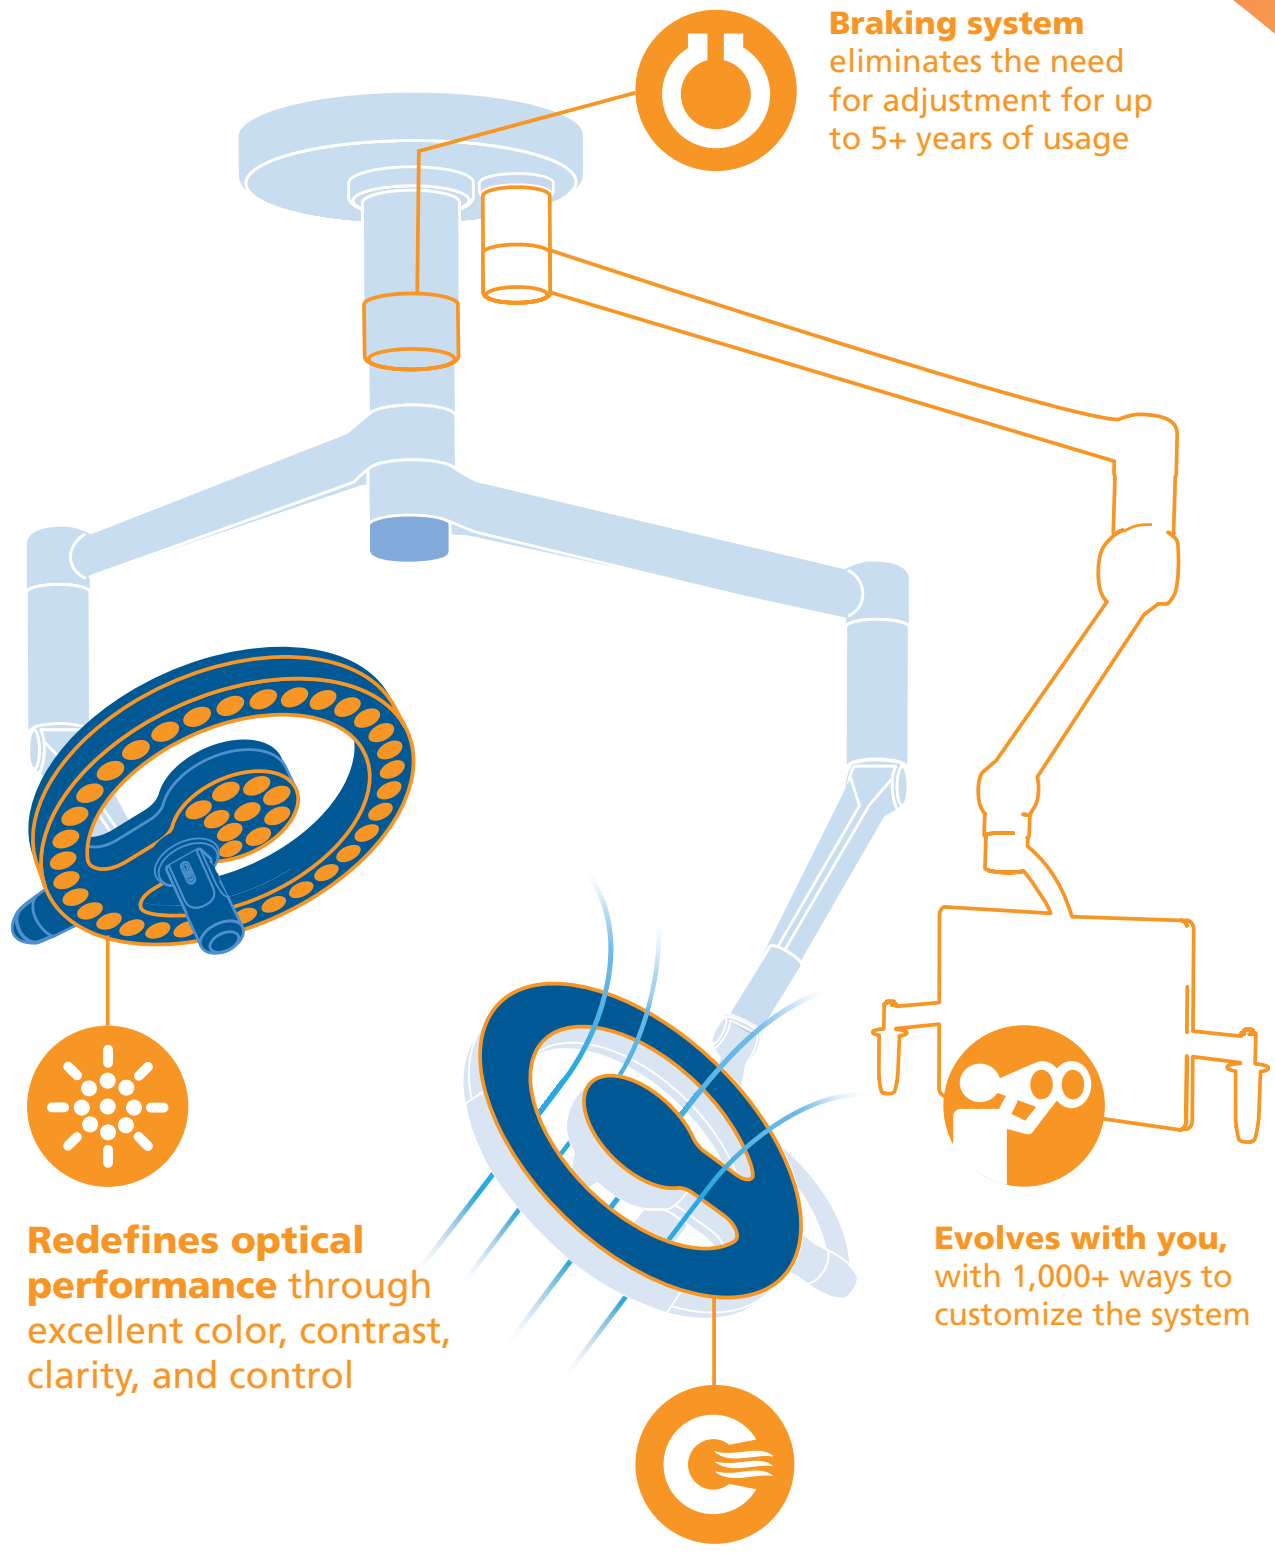 Braking system
eliminates the need
for adjustment for up
to 5+ years of usage
Redefines optical
performance through
excellent color, contrast,
clarity, and control
Evolves with you,
with 1,000+ ways to
customize the system